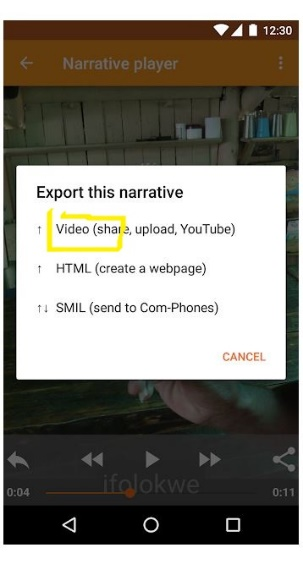 12:30
Narrative player
Export this narrative
↑ Video (share, upload, YouTube)
↑ HTML (create a webpage)
↑↓ SMIL (send to Com-Phones)
CANCEL
0:04 ifolokwe 0:11